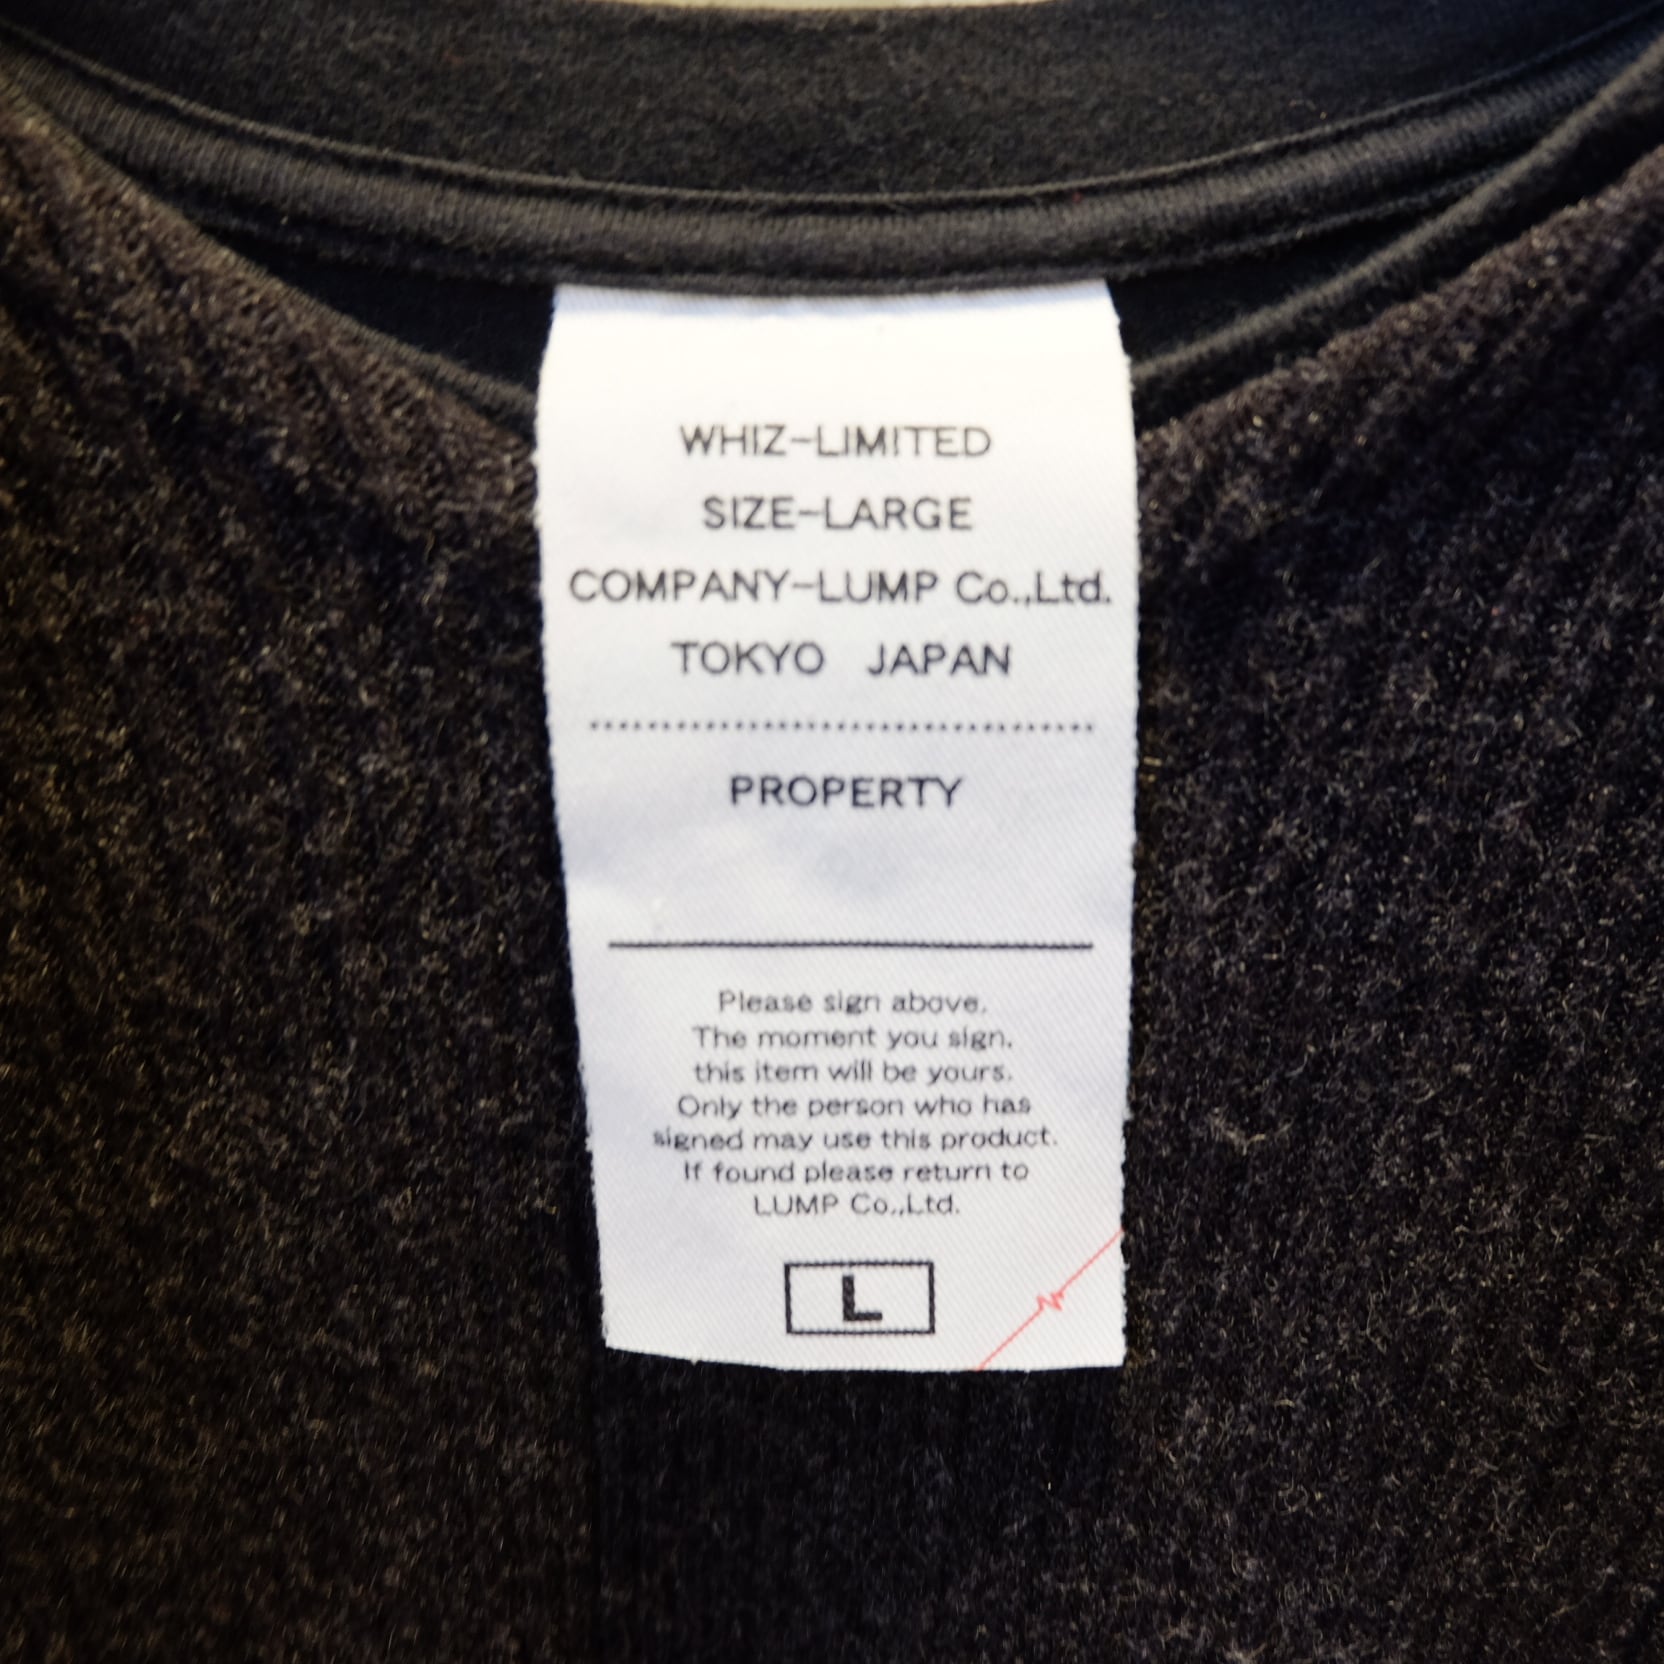 WHIZ-LIMITED
SIZE-LARGE
COMPANY-LUMP Co.,Ltd.
TOKYO JAPAN
PROPERTY
Please sign above.
The moment you sign,
this item will be yours.
Only the person who has
signed may use this product.
If found please return to
LUMP Co.,Ltd.
L